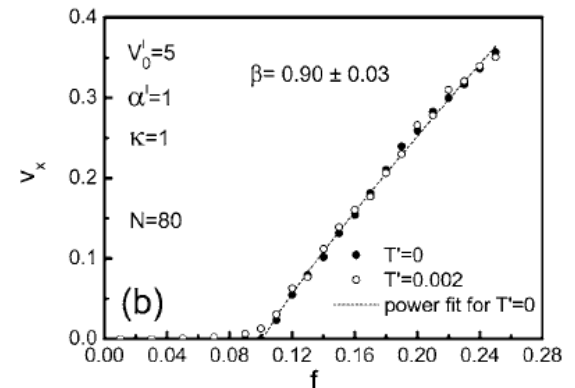 0.4
0.3
0.2
0.1
0.0
v_x
V_0^I=5
α^I=1
κ=1
N=80
β= 0.90 ± 0.03
T'=0
T'=0.002
power fit for T'=0
(b)
0.00 0.04 0.08 0.12 0.16 0.20 0.24 0.28
f